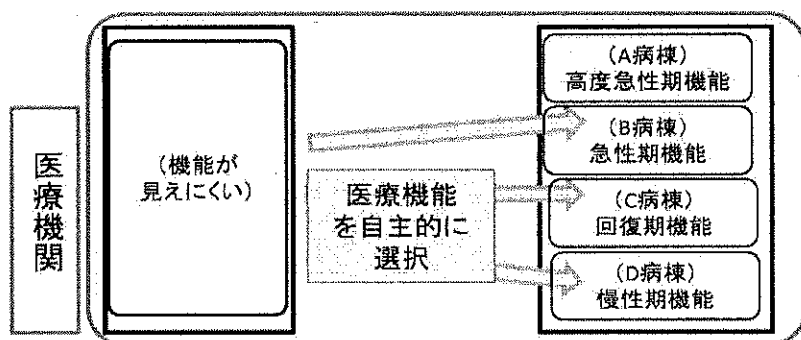 医療機関
(機能が
見えにくい)
医療機能
を自主的に
選択
(A病棟)
高度急性期機能
(B病棟)
急性期機能
(C病棟)
回復期機能
(D病棟)
慢性期機能